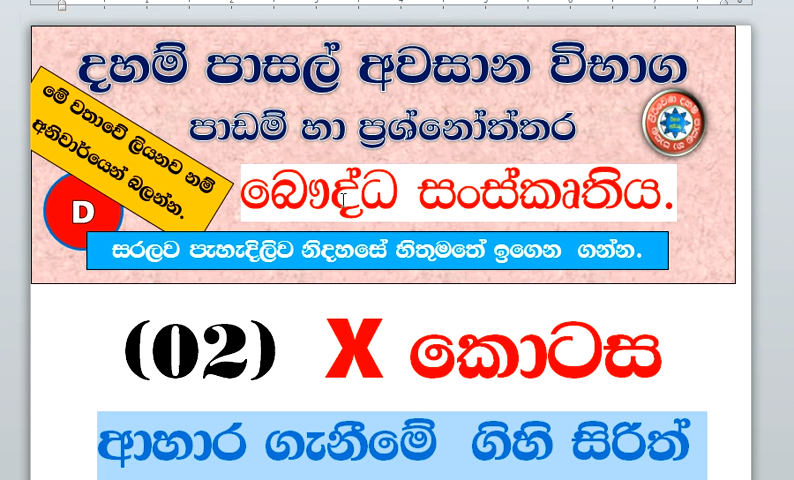 දහම් පාසල් අවසාන විභාග
පාඩම් හා ප්‍රශ්නෝත්තර
මේ වතාවේ ලියනව නම්
අනිවාර්යෙන් බලන්න.
බෞද්ධ සංස්කෘතිය.
D
සරලව පැහැදිලිව නිදහසේ හිතුමතේ ඉගෙන ගන්න.
(02) X කොටස
ආහාර ගැනීමේ ගිහි සිරිත්